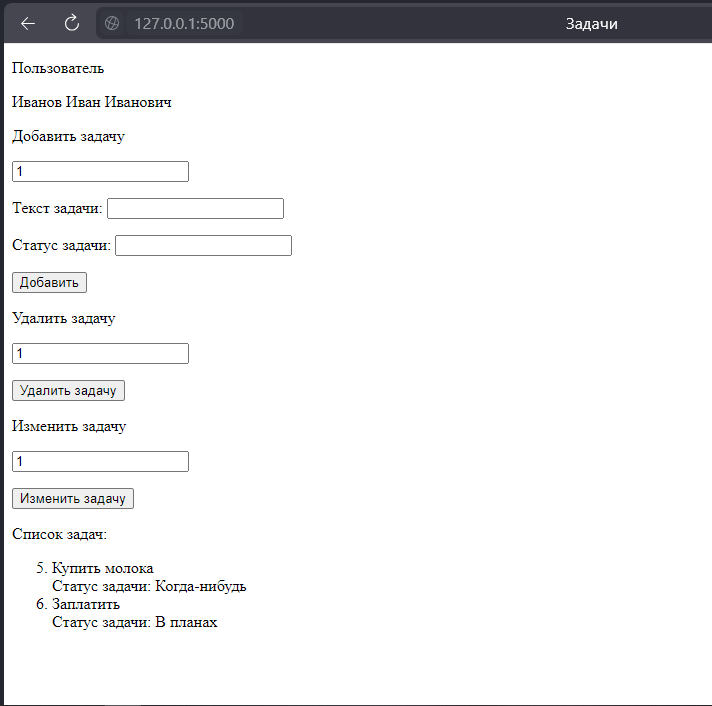 127.0.0.1:5000 Задачи
Пользователь
Иванов Иван Иванович
Добавить задачу
1
Текст задачи:
Статус задачи:
Добавить
Удалить задачу
1
Удалить задачу
Изменить задачу
1
Изменить задачу
Список задач:
5. Купить молока
Статус задачи: Когда-нибудь
6. Заплатить
Статус задачи: В планах